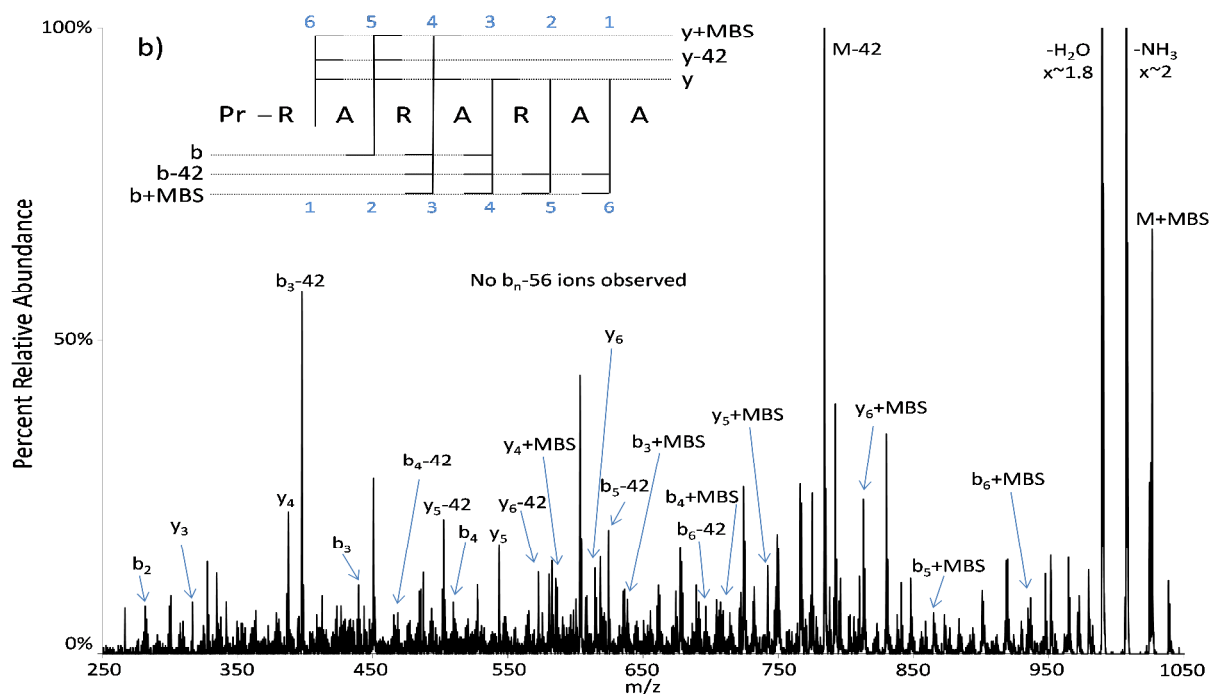 100%
50%
0%
Percent Relative Abundance
b)
6 5 4 3 2 1
y+MBS
y-42
y
Pr – R A R A R A A
b
b-42
b+MBS
1 2 3 4 5 6
M-42
-H₂O
x~1.8
-NH₃
x~2
M+MBS
No bₙ-56 ions observed
b₂
y₃
y₄
b₃-42
b₃
b₄-42
y₅-42
b₄
y₅
y₆-42
y₄+MBS
y₆
b₅-42
b₃+MBS
b₄+MBS
b₆-42
y₅+MBS
y₆+MBS
b₅+MBS
b₆+MBS
250 350 450 550 650 750 850 950 1050
m/z